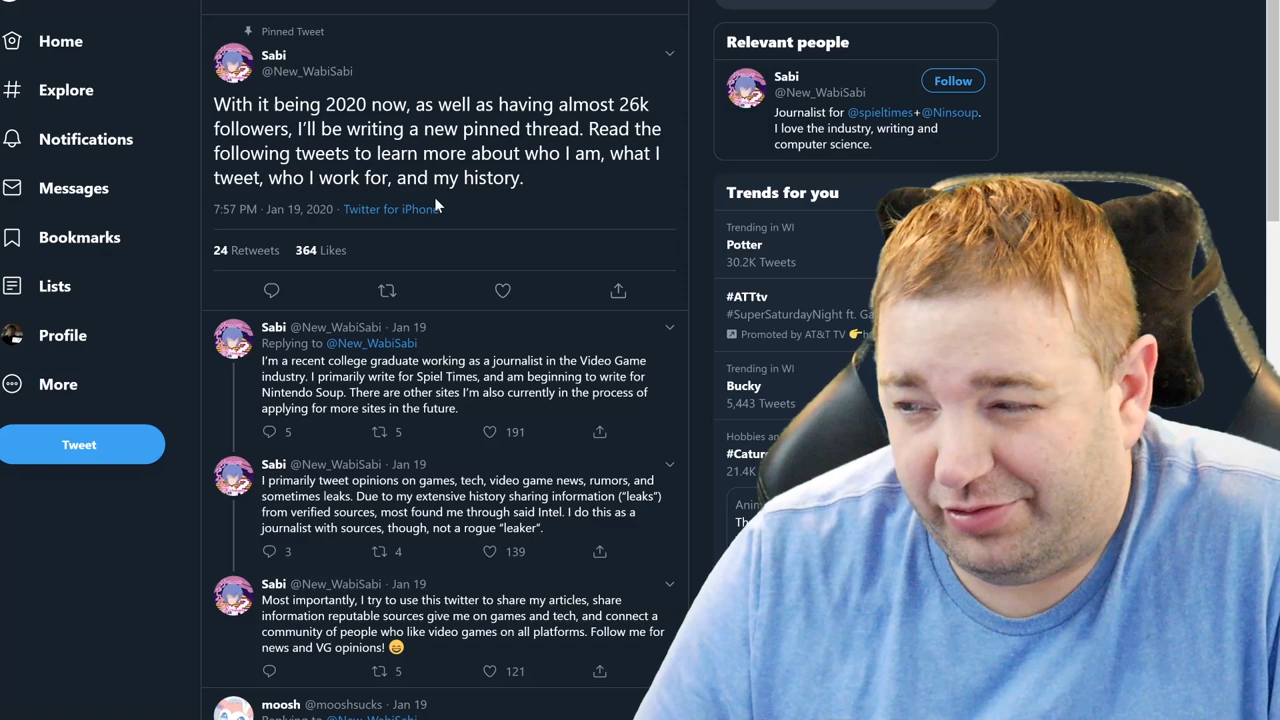 Home
Explore
Notifications
Messages
Bookmarks
Lists
Profile
More
Tweet
Pinned Tweet
Sabi
@New_WabiSabi
With it being 2020 now, as well as having almost 26k
followers, I'll be writing a new pinned thread. Read the
following tweets to learn more about who I am, what I
tweet, who I work for, and my history.
7:57 PM · Jan 19, 2020 · Twitter for iPhone
24 Retweets 364 Likes
Sabi @New_WabiSabi · Jan 19
Replying to @New_WabiSabi
I'm a recent college graduate working as a journalist in the Video Game
industry. I primarily write for Spiel Times, and am beginning to write for
Nintendo Soup. There are other sites I'm also currently in the process of
applying for more sites in the future.
5 5 191
Sabi @New_WabiSabi · Jan 19
I primarily tweet opinions on games, tech, video game news, rumors, and
sometimes leaks. Due to my extensive history sharing information ("leaks")
from verified sources, most found me through said Intel. I do this as a
journalist with sources, though, not a rogue "leaker".
3 4 139
Sabi @New_WabiSabi · Jan 19
Most importantly, I try to use this twitter to share my articles, share
information reputable sources give me on games and tech, and connect a
community of people who like video games on all platforms. Follow me for
news and VG opinions! 😄
5 121
moosh @mooshsucks · Jan 19
Replying to @New_WabiSabi
Relevant people
Sabi
@New_WabiSabi
Follow
Journalist for @spieltimes+@Ninsoup.
I love the industry, writing and
computer science.
Trends for you
Trending in WI
Potter
30.2K Tweets
#ATTtv
#SuperSaturdayNight ft.
Promoted by AT&T TV 👉
Trending in WI
Bucky
5,443 Tweets
Hobbies
21.4K